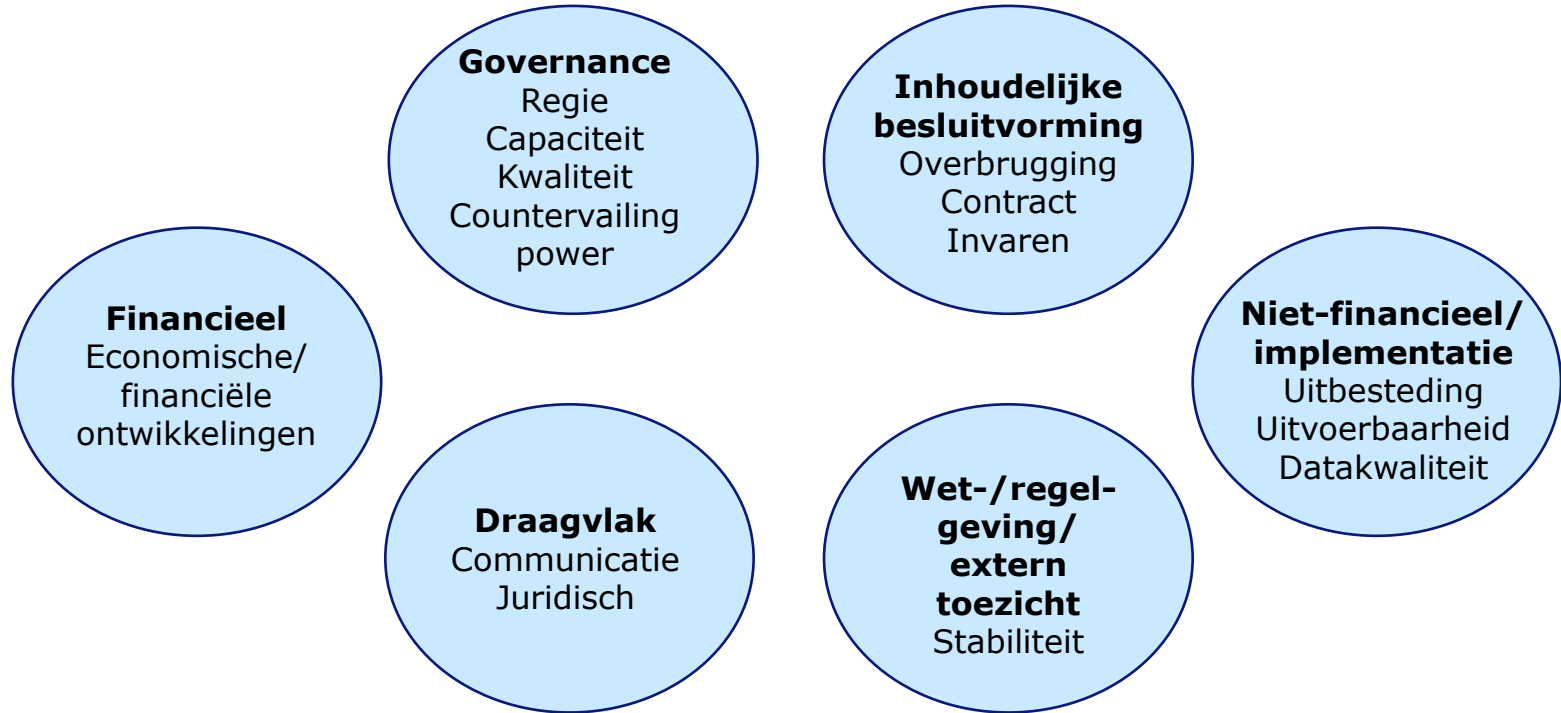 Governance
Regie
Capaciteit
Kwaliteit
Countervailing
power
Inhoudelijke
besluitvorming
Overbrugging
Contract
Invaren
Financieel
Economische/
financiële
ontwikkelingen
Niet-financieel/
implementatie
Uitbesteding
Uitvoerbaarheid
Datakwaliteit
Draagvlak
Communicatie
Juridisch
Wet-/regel-
geving/
extern
toezicht
Stabiliteit